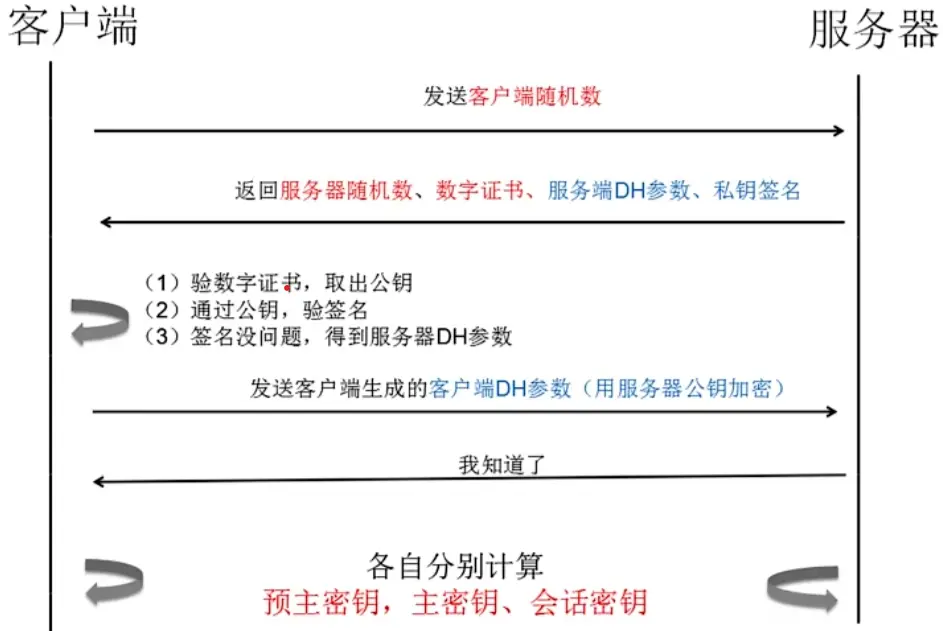 客户端
服务器
发送客户端随机数
返回服务器随机数、数字证书、服务端DH参数、私钥签名
（1）验数字证书，取出公钥
（2）通过公钥，验签名
（3）签名没问题，得到服务器DH参数
发送客户端生成的客户端DH参数（用服务器公钥加密）
我知道了
各自分别计算
预主密钥，主密钥、会话密钥